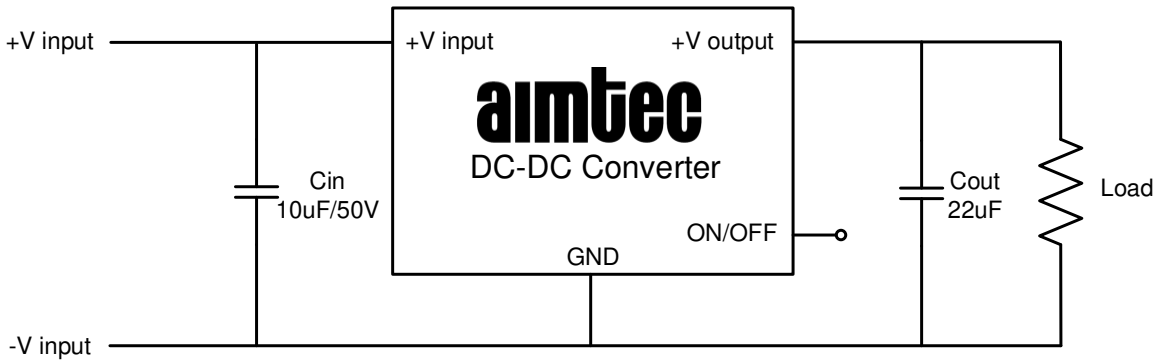 +V input
+V input
+V output
aimtec
DC-DC Converter
Cin
10uF/50V
Cout
22uF
Load
ON/OFF
GND
-V input